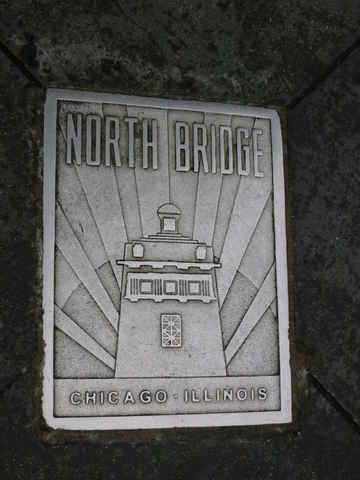 NORTH BRIDGE
CHICAGO · ILLINOIS